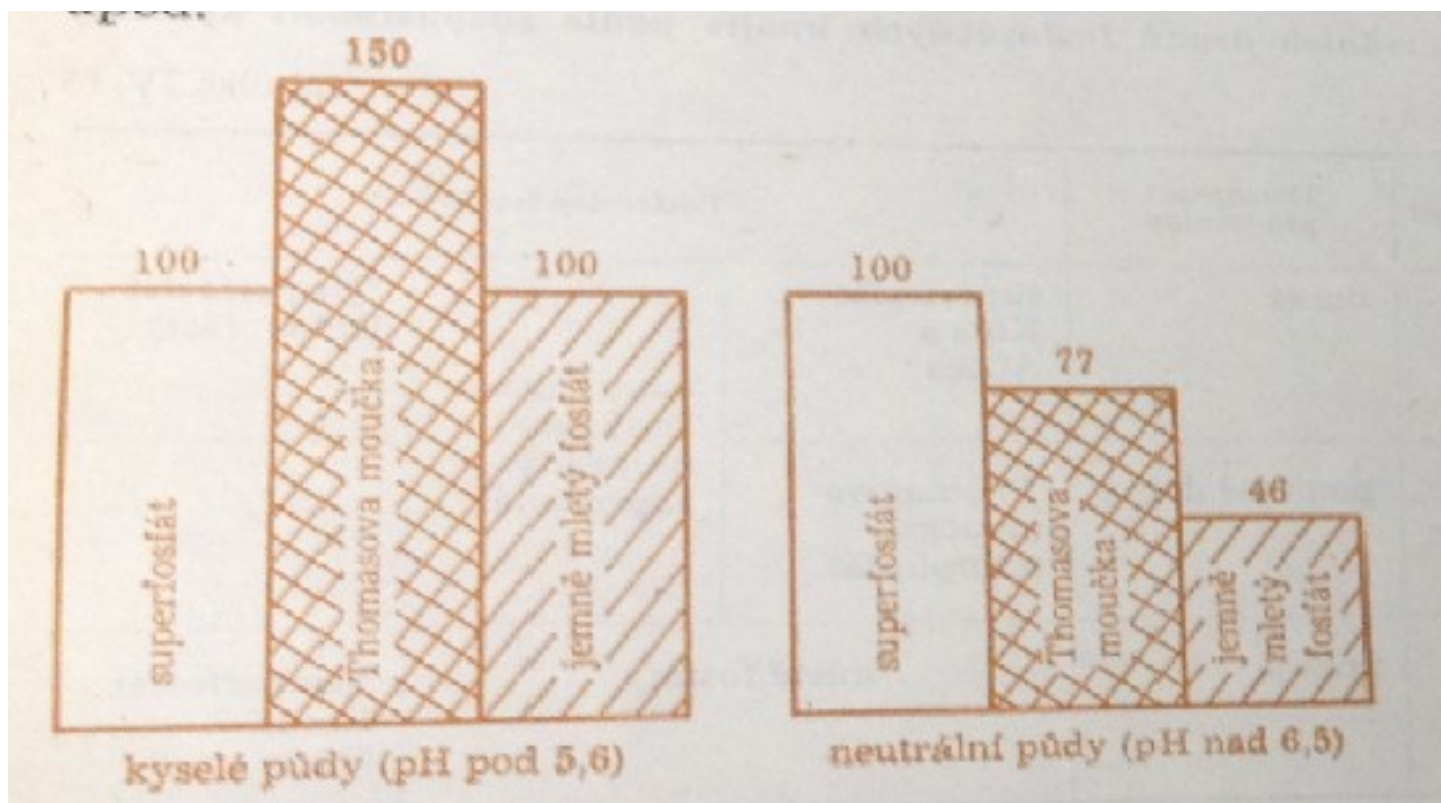 150
100
100
superfosfát
Thomasova moučka
jemně mletý fosfát
kyselé půdy (pH pod 5,6)
100
77
46
superfosfát
Thomasova
moučka
jemně
mletý
fosfát
neutrální půdy (pH nad 6,5)